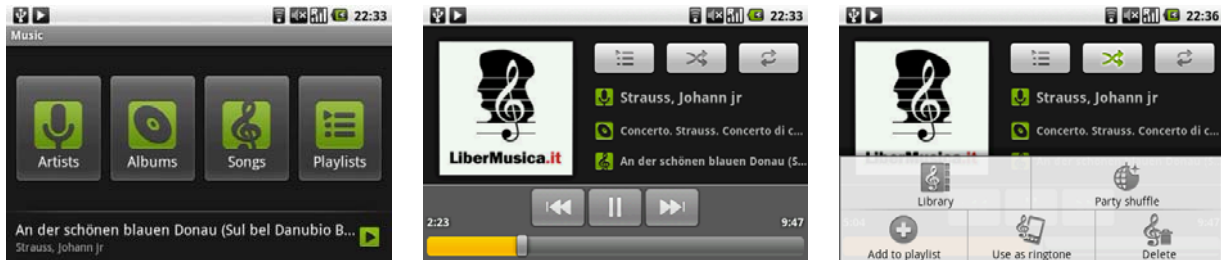 22:33
Music
Artists
Albums
Songs
Playlists
An der schönen blauen Donau (Sul bel Danubio B...
Strauss, Johann jr
22:33
Strauss, Johann jr
Concerto. Strauss. Concerto di c...
An der schönen blauen Donau (S...
LiberMusica.it
2:23
9:47
22:36
Strauss, Johann jr
Concerto. Strauss. Concerto di c...
Library
Party shuffle
9:47
Add to playlist
Use as ringtone
Delete